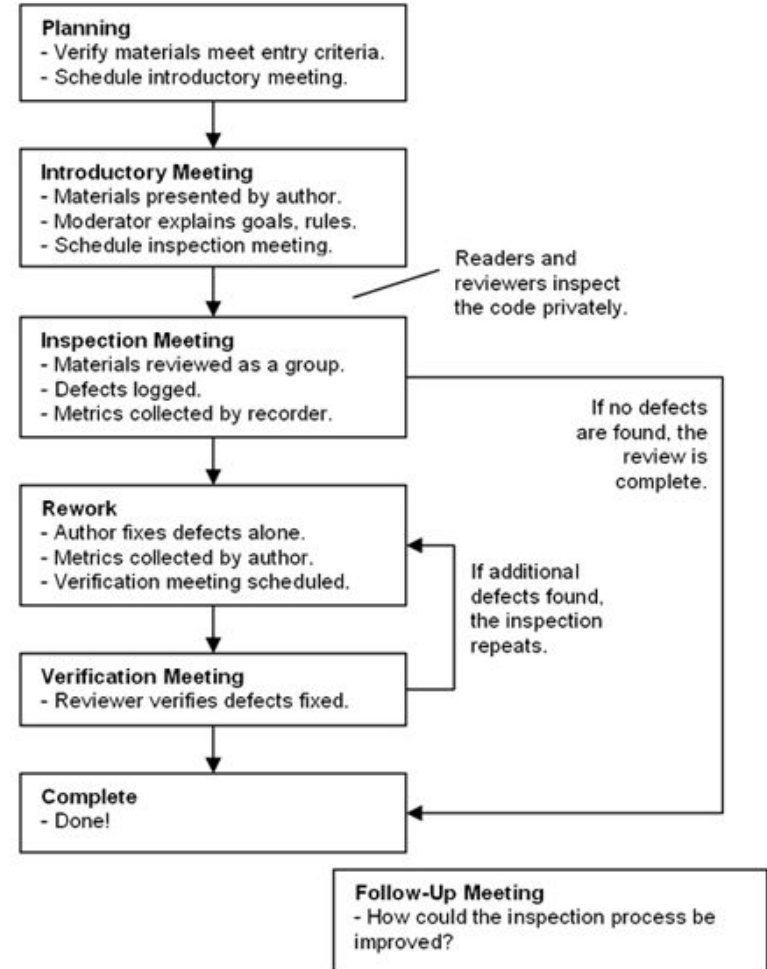 Planning
- Verify materials meet entry criteria.
- Schedule introductory meeting.
Introductory Meeting
- Materials presented by author.
- Moderator explains goals, rules.
- Schedule inspection meeting.
Readers and
reviewers inspect
the code privately.
Inspection Meeting
- Materials reviewed as a group.
- Defects logged.
- Metrics collected by recorder.
If no defects
are found, the
review is
complete.
Rework
- Author fixes defects alone.
- Metrics collected by author.
- Verification meeting scheduled.
If additional
defects found,
the inspection
repeats.
Verification Meeting
- Reviewer verifies defects fixed.
Complete
- Done!
Follow-Up Meeting
- How could the inspection process be
improved?